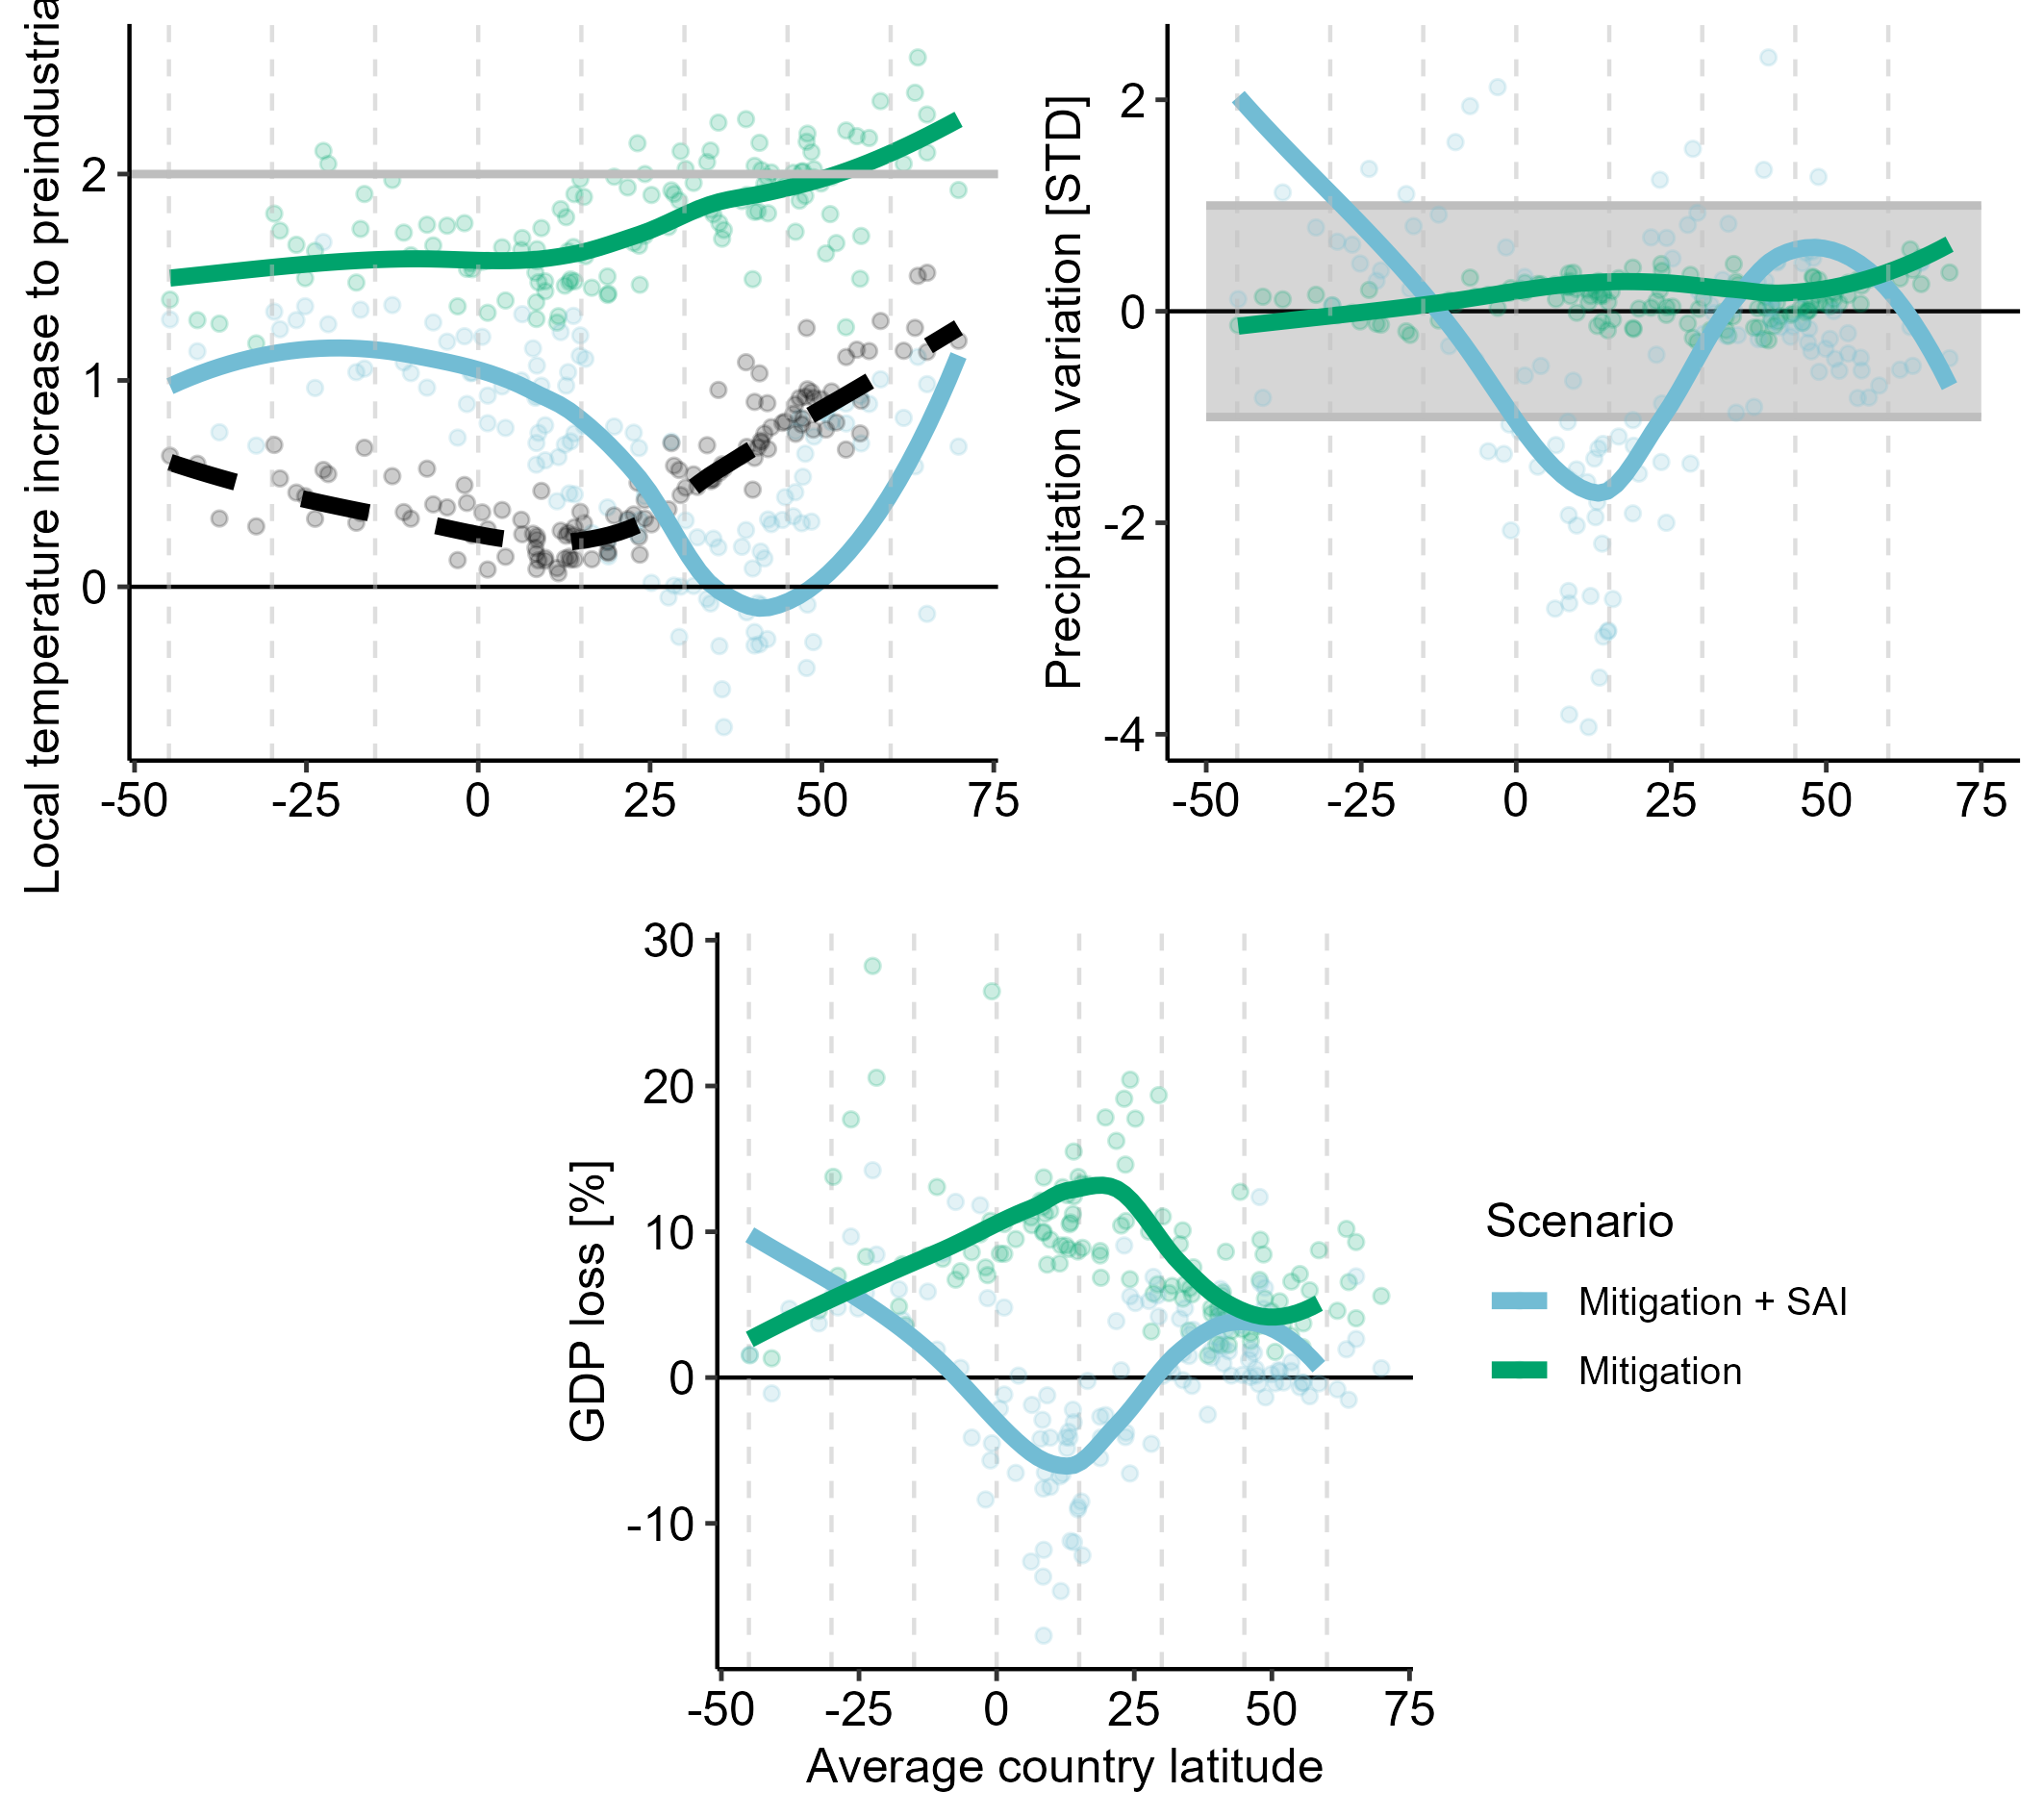 Local temperature increase to preindustria
2
1
0
-50 -25 0 25 50 75
Precipitation variation [STD]
2
0
-2
-4
-50 -25 0 25 50 75
GDP loss [%]
30
20
10
0
-10
-50 -25 0 25 50 75
Average country latitude
Scenario
Mitigation + SAI
Mitigation